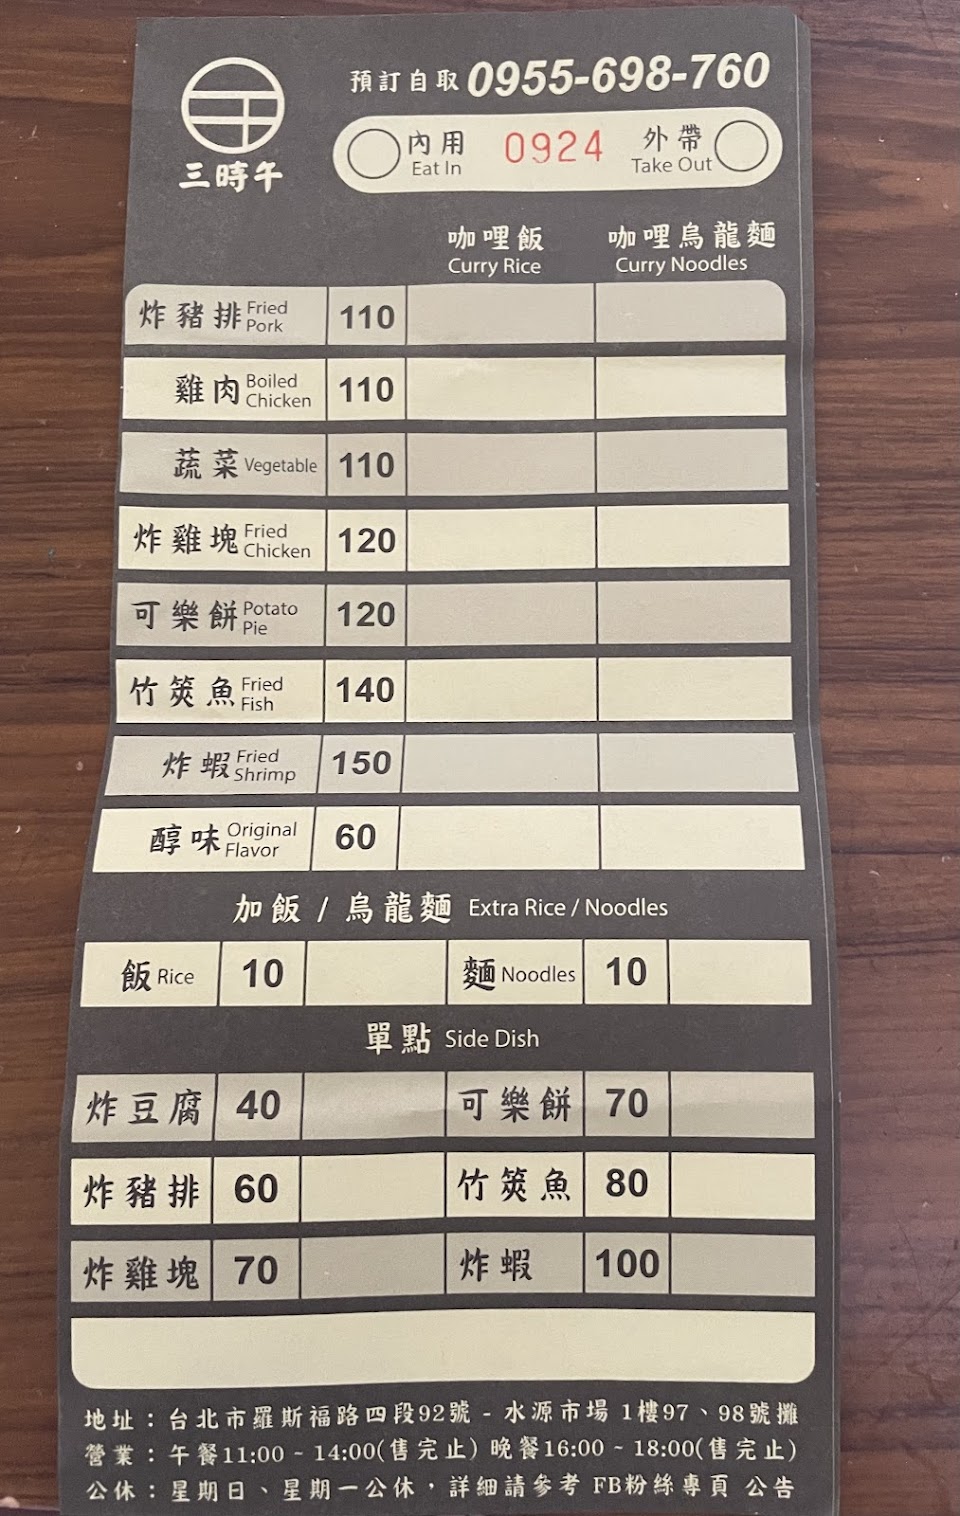 預訂自取 0955-698-760
三時午
內用 Eat In 0924 外帶 Take Out
咖哩飯 咖哩烏龍麵
Curry Rice Curry Noodles
炸豬排 Fried Pork 110
雞肉 Boiled Chicken 110
蔬菜 Vegetable 110
炸雞塊 Fried Chicken 120
可樂餅 Potato Pie 120
竹筴魚 Fried Fish 140
炸蝦 Fried Shrimp 150
醇味 Original Flavor 60
加飯 / 烏龍麵 Extra Rice / Noodles
飯 Rice 10 麵 Noodles 10
單點 Side Dish
炸豆腐 40 可樂餅 70
炸豬排 60 竹筴魚 80
炸雞塊 70 炸蝦 100
地址：台北市羅斯福路四段92號 - 水源市場 1樓97、98號攤
營業：午餐11:00 ~ 14:00(售完止) 晚餐16:00 ~ 18:00(售完止)
公休：星期日、星期一公休，詳細請參考 FB粉絲專頁 公告